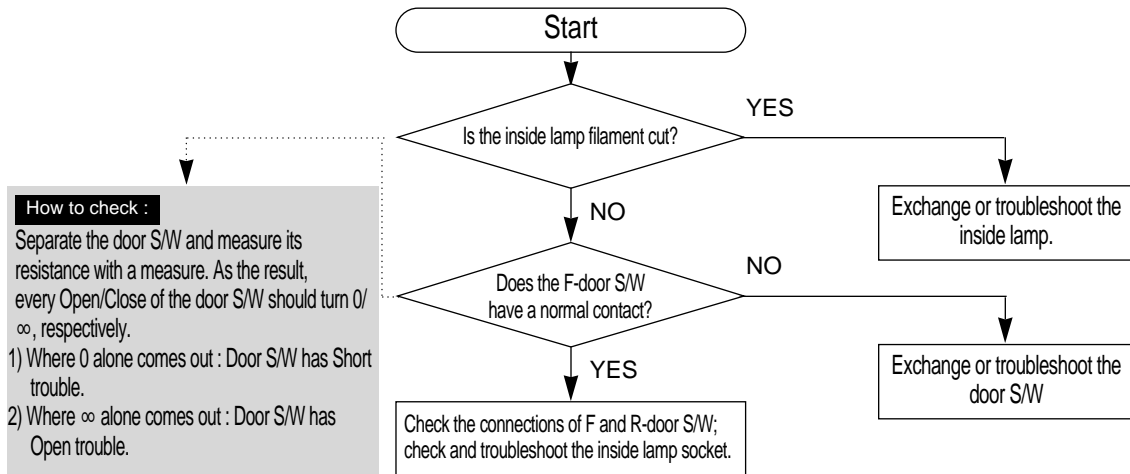 Start
Is the inside lamp filament cut?
YES
Exchange or troubleshoot the
inside lamp.
NO
Does the F-door S/W
have a normal contact?
NO
Exchange or troubleshoot the
door S/W
YES
Check the connections of F and R-door S/W;
check and troubleshoot the inside lamp socket.
How to check :
Separate the door S/W and measure its
resistance with a measure. As the result,
every Open/Close of the door S/W should turn 0/
∞, respectively.
1) Where 0 alone comes out : Door S/W has Short
trouble.
2) Where ∞ alone comes out : Door S/W has
Open trouble.